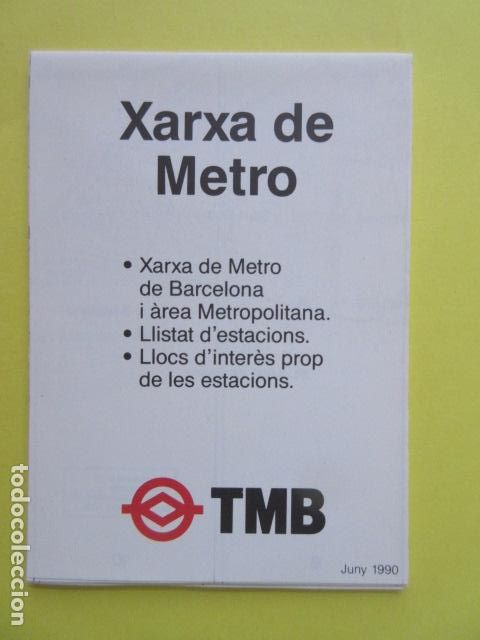 Xarxa de
Metro
• Xarxa de Metro
de Barcelona
i àrea Metropolitana.
• Llistat d'estacions.
• Llocs d'interès prop
de les estacions.
TMB
Juny 1990
todocoleccion